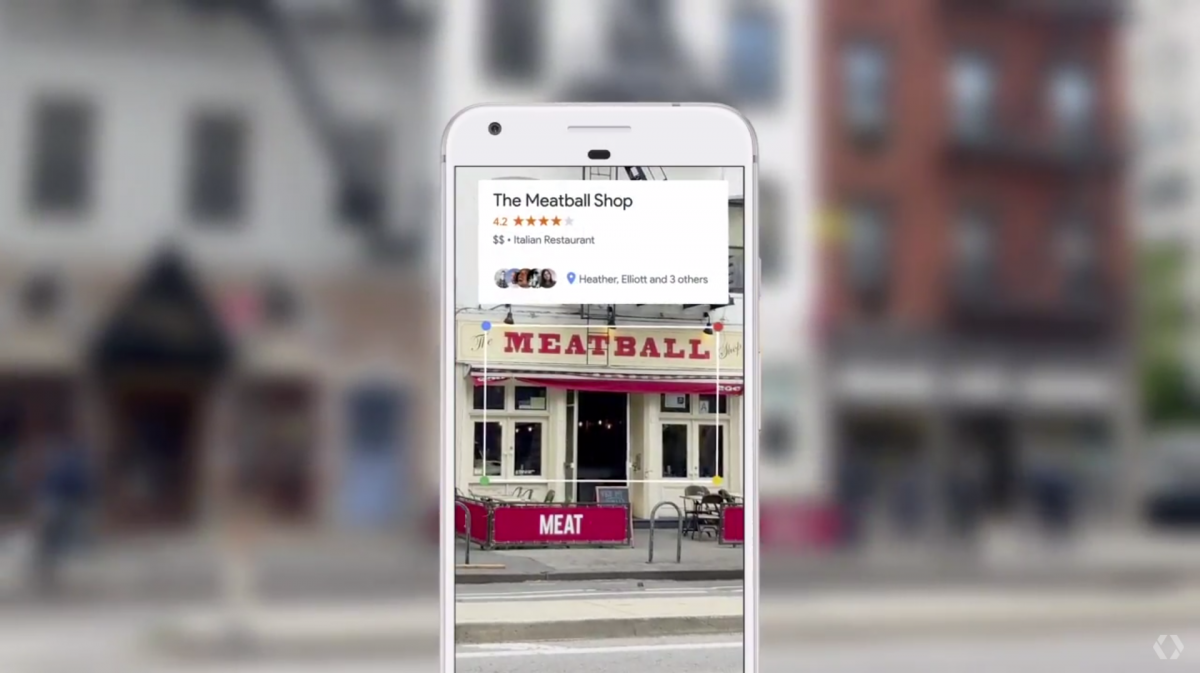 The Meatball Shop
4.2
$$ • Italian Restaurant
Heather, Elliott and 3 others
The MEATBALL Shop
MEAT